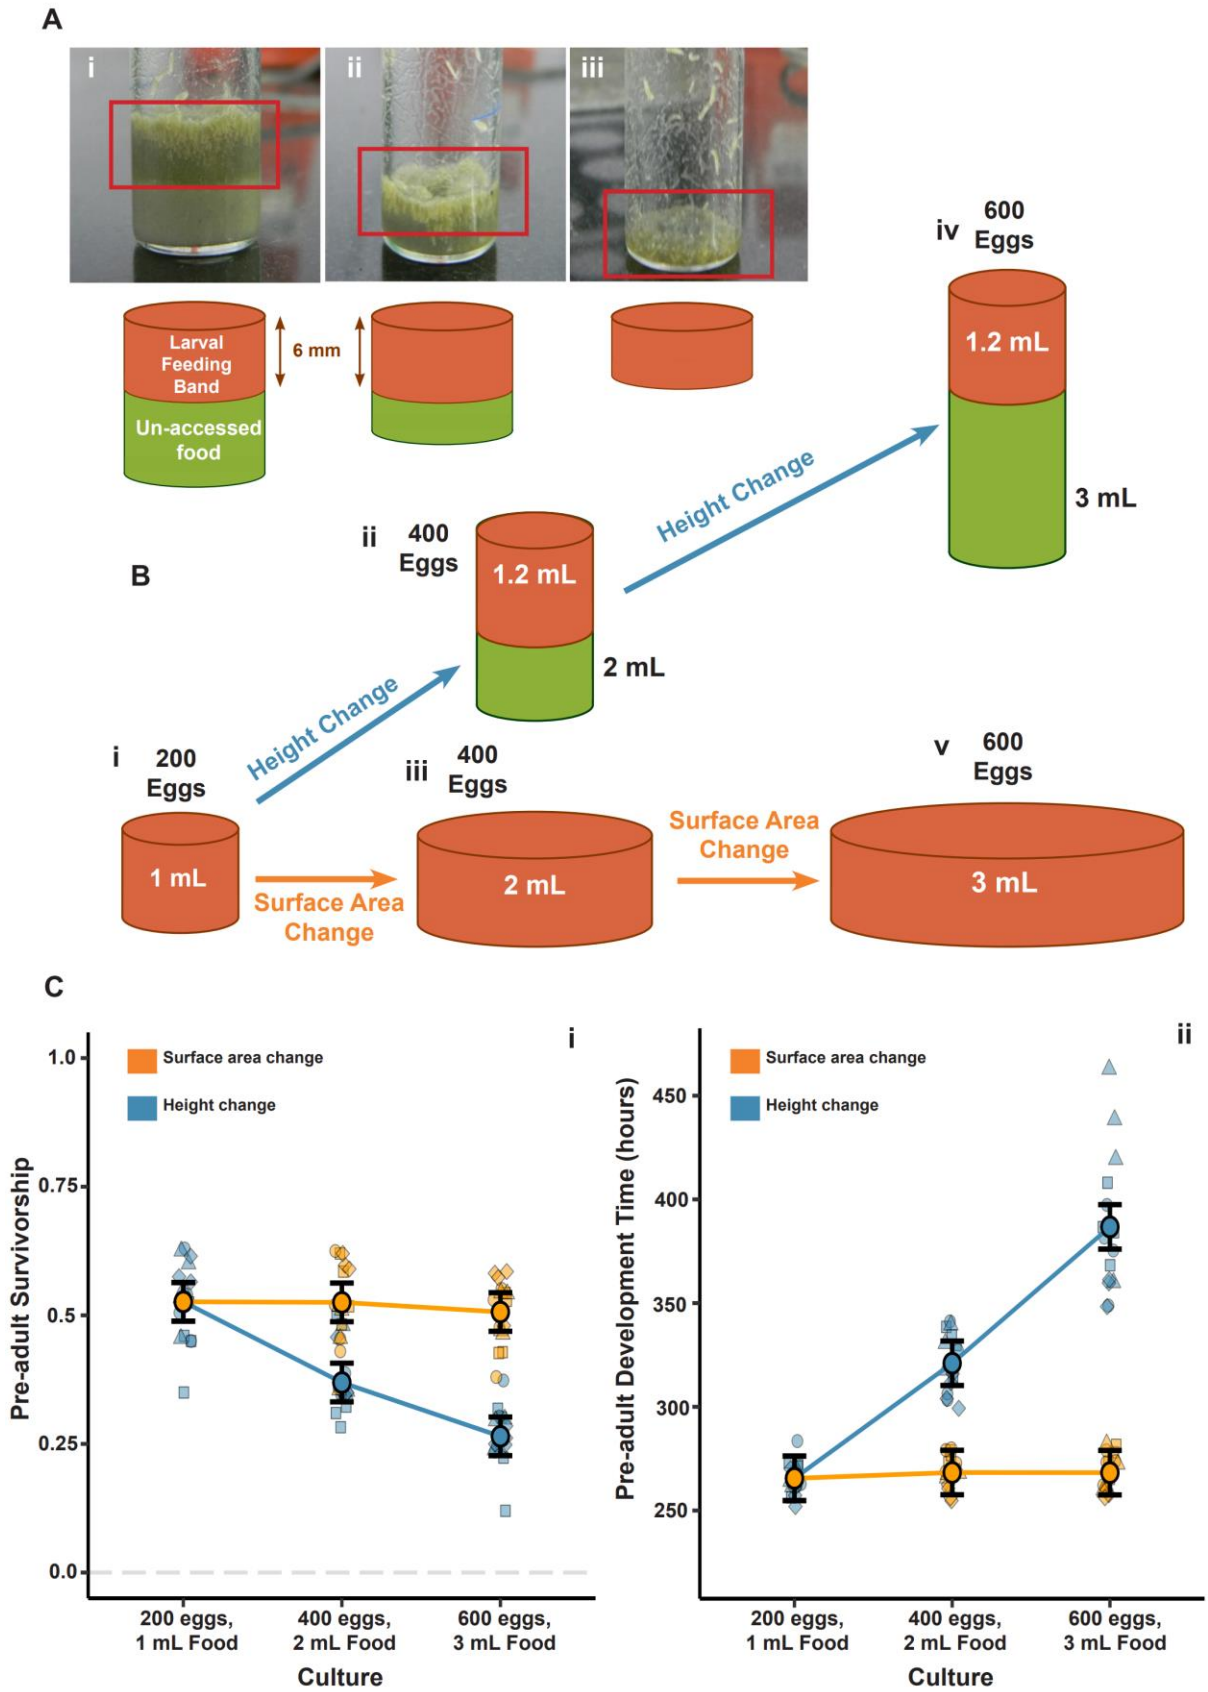 A
i
ii
iii
Larval
Feeding
Band
Un-accessed
food
6 mm
iv
600
Eggs
1.2 mL
3 mL
Height Change
B
ii
400
Eggs
1.2 mL
2 mL
Height Change
i
200
Eggs
1 mL
Surface Area
Change
iii
400
Eggs
2 mL
Surface Area
Change
v
600
Eggs
3 mL
C
i
Surface area change
Height change
Pre-adult Survivorship
1.0
0.75
0.5
0.25
0.0
200 eggs,
1 mL Food
400 eggs,
2 mL Food
600 eggs,
3 mL Food
Culture
ii
Surface area change
Height change
Pre-adult Development Time (hours)
450
400
350
300
250
200 eggs,
1 mL Food
400 eggs,
2 mL Food
600 eggs,
3 mL Food
Culture